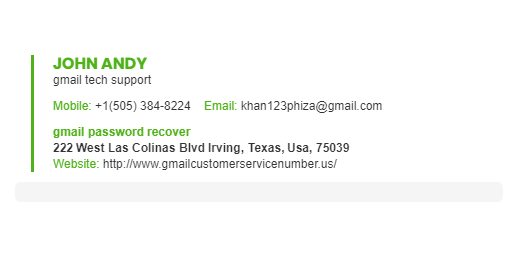 JOHN ANDY
gmail tech support
Mobile: +1(505) 384-8224 Email: khan123phiza@gmail.com
gmail password recover
222 West Las Colinas Blvd Irving, Texas, Usa, 75039
Website: http://www.gmailcustomerservicenumber.us/